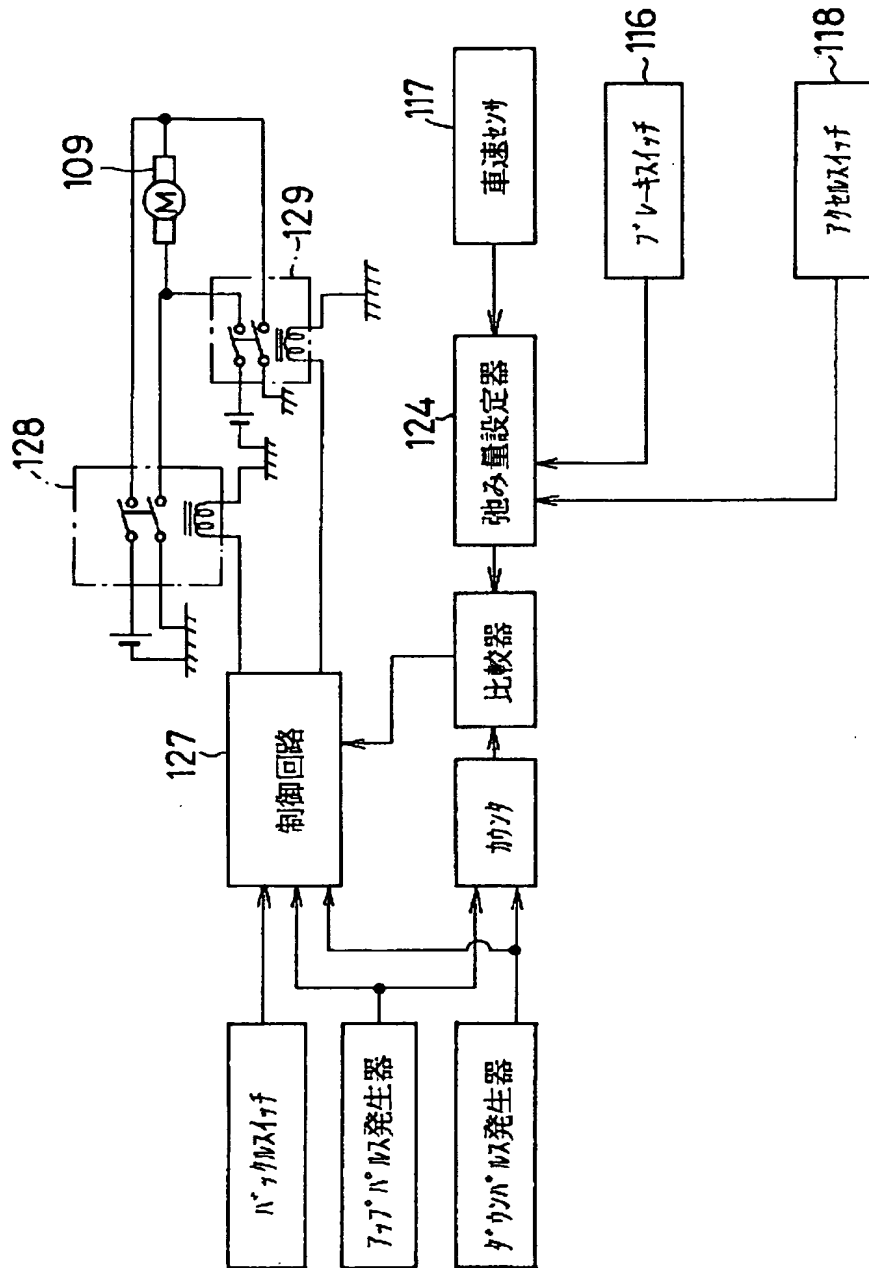 128
109
M
129
127
制御回路
バックルスイッチ
アップパルス発生器
ダウンパルス発生器
カウンタ
比較器
124
弛み量設定器
117
車速センサ
ブレーキスイッチ
116
アクセルスイッチ
118